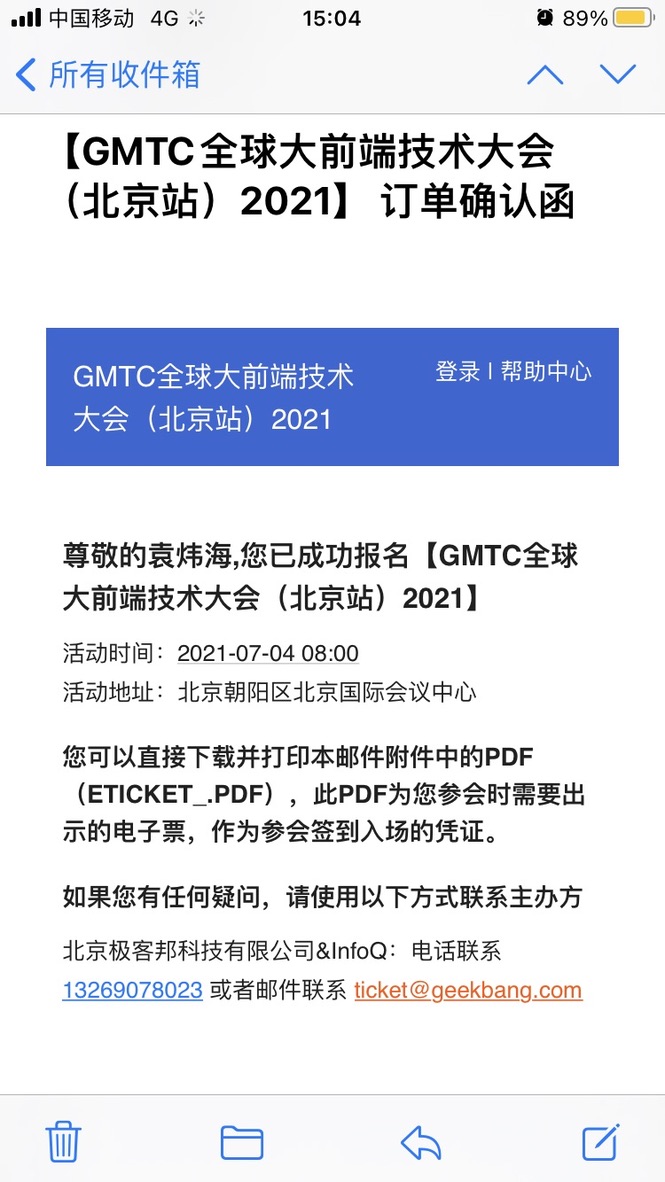 中国移动 4G 15:04 89%
所有收件箱
【GMTC全球大前端技术大会
（北京站）2021】 订单确认函
GMTC全球大前端技术
大会（北京站）2021
登录 | 帮助中心
尊敬的袁炜海,您已成功报名【GMTC全球
大前端技术大会（北京站）2021】
活动时间：2021-07-04 08:00
活动地址：北京朝阳区北京国际会议中心
您可以直接下载并打印本邮件附件中的PDF
（ETICKET_.PDF），此PDF为您参会时需要出
示的电子票，作为参会签到入场的凭证。
如果您有任何疑问，请使用以下方式联系主办方
北京极客邦科技有限公司&InfoQ：电话联系
13269078023 或者邮件联系 ticket@geekbang.com